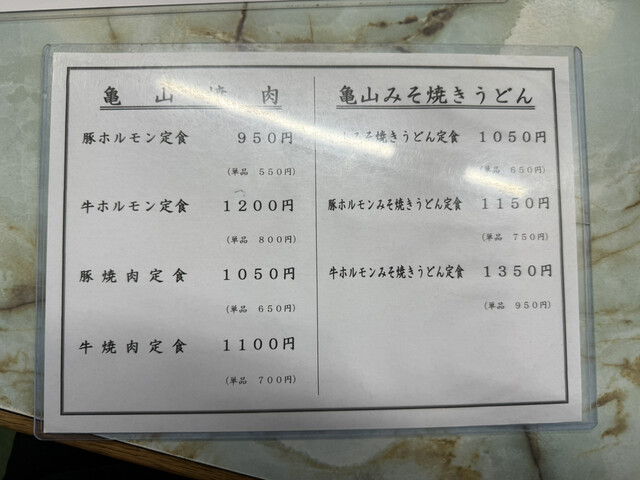 亀山焼肉
豚ホルモン定食 950円
(単品 550円)
牛ホルモン定食 1200円
(単品 800円)
豚焼肉定食 1050円
(単品 650円)
牛焼肉定食 1100円
(単品 700円)
亀山みそ焼きうどん
みそ焼きうどん定食 1050円
(単品 650円)
豚ホルモンみそ焼きうどん定食 1150円
(単品 750円)
牛ホルモンみそ焼きうどん定食 1350円
(単品 950円)